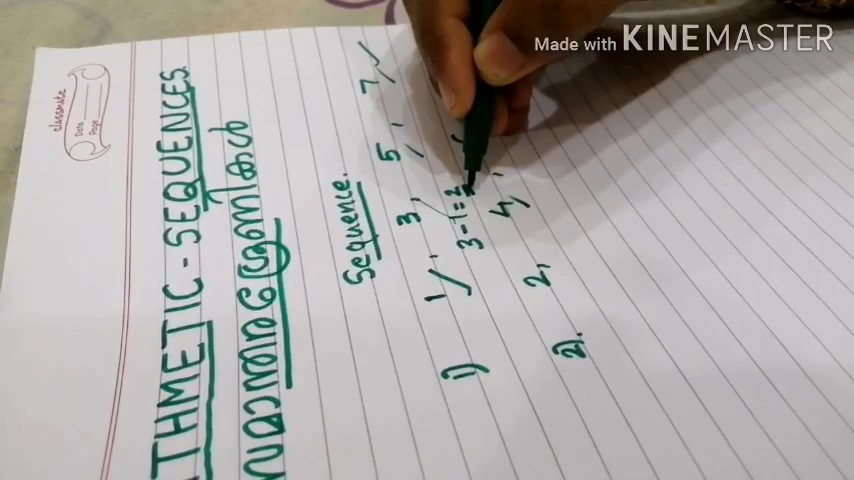 Made with KINEMASTER
classmate
Date
Page
THMETIC - SEQUENCES.
സമാന്തരശ്രേണികൾ
Sequence.
1) 1, 3, 5, 7,
3-1=2
2). 2, 4,